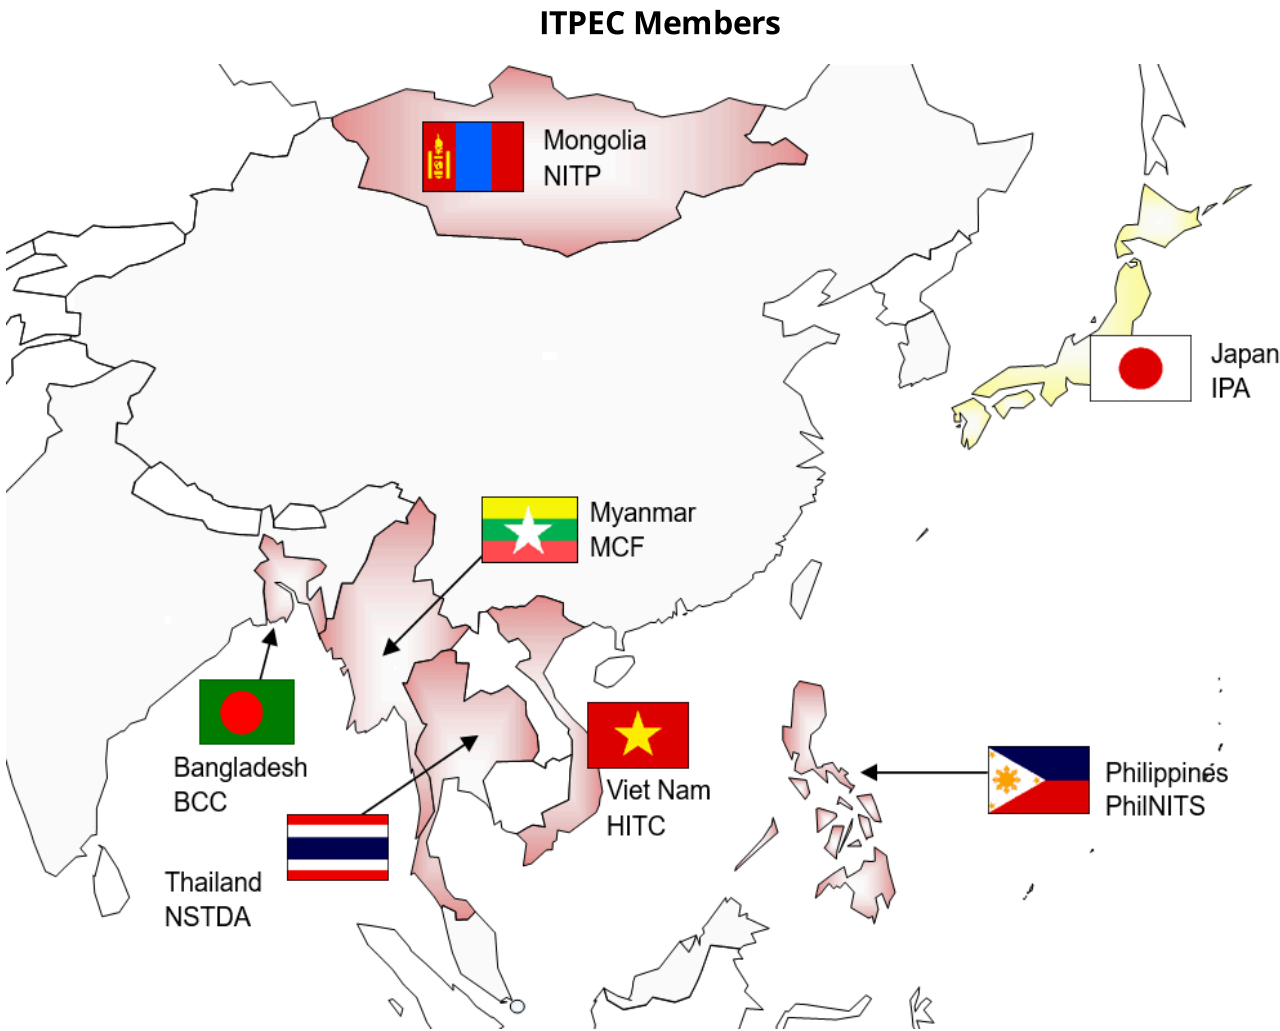 ITPEC Members
Mongolia
NITP
Japan
IPA
Myanmar
MCF
Bangladesh
BCC
Viet Nam
HITC
Philippines
PhilNITS
Thailand
NSTDA